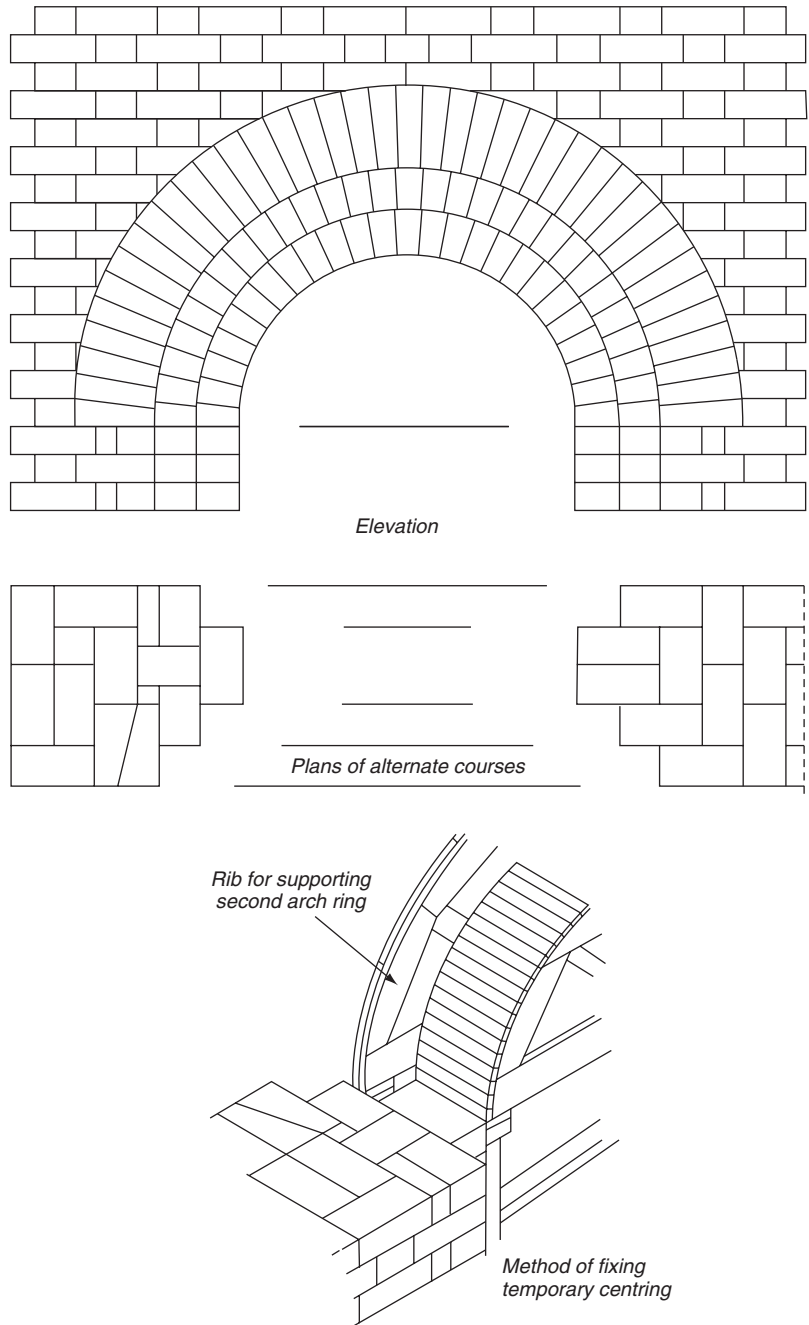 Elevation
Plans of alternate courses
Rib for supporting
second arch ring
Method of fixing
temporary centring